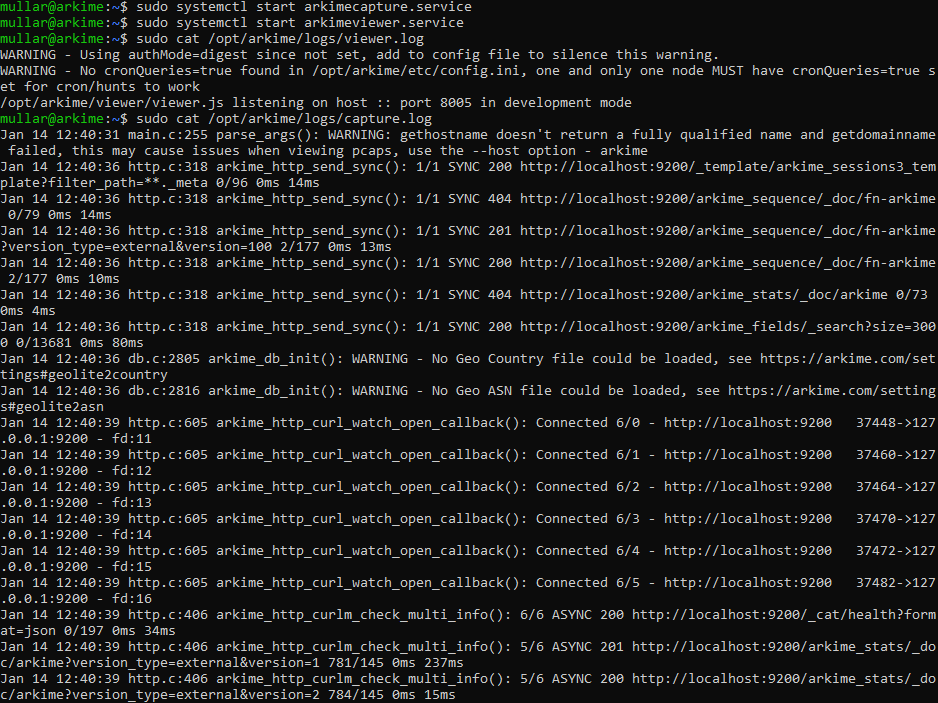 mullar@arkime:~$ sudo systemctl start arkimecapture.service
mullar@arkime:~$ sudo systemctl start arkimeviewer.service
mullar@arkime:~$ sudo cat /opt/arkime/logs/viewer.log
WARNING - Using authMode=digest since not set, add to config file to silence this warning.
WARNING - No cronQueries=true found in /opt/arkime/etc/config.ini, one and only one node MUST have cronQueries=true s
et for cron/hunts to work
/opt/arkime/viewer/viewer.js listening on host :: port 8005 in development mode
mullar@arkime:~$ sudo cat /opt/arkime/logs/capture.log
Jan 14 12:40:31 main.c:255 parse_args(): WARNING: gethostname doesn't return a fully qualified name and getdomainname
 failed, this may cause issues when viewing pcaps, use the --host option - arkime
Jan 14 12:40:36 http.c:318 arkime_http_send_sync(): 1/1 SYNC 200 http://localhost:9200/_template/arkime_sessions3_tem
plate?filter_path=**._meta 0/96 0ms 14ms
Jan 14 12:40:36 http.c:318 arkime_http_send_sync(): 1/1 SYNC 404 http://localhost:9200/arkime_sequence/_doc/fn-arkime
 0/79 0ms 14ms
Jan 14 12:40:36 http.c:318 arkime_http_send_sync(): 1/1 SYNC 201 http://localhost:9200/arkime_sequence/_doc/fn-arkime
?version_type=external&version=100 2/177 0ms 13ms
Jan 14 12:40:36 http.c:318 arkime_http_send_sync(): 1/1 SYNC 200 http://localhost:9200/arkime_sequence/_doc/fn-arkime
 2/177 0ms 10ms
Jan 14 12:40:36 http.c:318 arkime_http_send_sync(): 1/1 SYNC 404 http://localhost:9200/arkime_stats/_doc/arkime 0/73
0ms 4ms
Jan 14 12:40:36 http.c:318 arkime_http_send_sync(): 1/1 SYNC 200 http://localhost:9200/arkime_fields/_search?size=300
0 0/13681 0ms 80ms
Jan 14 12:40:36 db.c:2805 arkime_db_init(): WARNING - No Geo Country file could be loaded, see https://arkime.com/set
tings#geolite2country
Jan 14 12:40:36 db.c:2816 arkime_db_init(): WARNING - No Geo ASN file could be loaded, see https://arkime.com/setting
s#geolite2asn
Jan 14 12:40:39 http.c:605 arkime_http_curl_watch_open_callback(): Connected 6/0 - http://localhost:9200   37448->127
.0.0.1:9200 - fd:11
Jan 14 12:40:39 http.c:605 arkime_http_curl_watch_open_callback(): Connected 6/1 - http://localhost:9200   37460->127
.0.0.1:9200 - fd:12
Jan 14 12:40:39 http.c:605 arkime_http_curl_watch_open_callback(): Connected 6/2 - http://localhost:9200   37464->127
.0.0.1:9200 - fd:13
Jan 14 12:40:39 http.c:605 arkime_http_curl_watch_open_callback(): Connected 6/3 - http://localhost:9200   37470->127
.0.0.1:9200 - fd:14
Jan 14 12:40:39 http.c:605 arkime_http_curl_watch_open_callback(): Connected 6/4 - http://localhost:9200   37472->127
.0.0.1:9200 - fd:15
Jan 14 12:40:39 http.c:605 arkime_http_curl_watch_open_callback(): Connected 6/5 - http://localhost:9200   37482->127
.0.0.1:9200 - fd:16
Jan 14 12:40:39 http.c:406 arkime_http_curlm_check_multi_info(): 6/6 ASYNC 200 http://localhost:9200/_cat/health?form
at=json 0/197 0ms 34ms
Jan 14 12:40:39 http.c:406 arkime_http_curlm_check_multi_info(): 5/6 ASYNC 201 http://localhost:9200/arkime_stats/_do
c/arkime?version_type=external&version=1 781/145 0ms 237ms
Jan 14 12:40:39 http.c:406 arkime_http_curlm_check_multi_info(): 5/6 ASYNC 200 http://localhost:9200/arkime_stats/_do
c/arkime?version_type=external&version=2 784/145 0ms 15ms